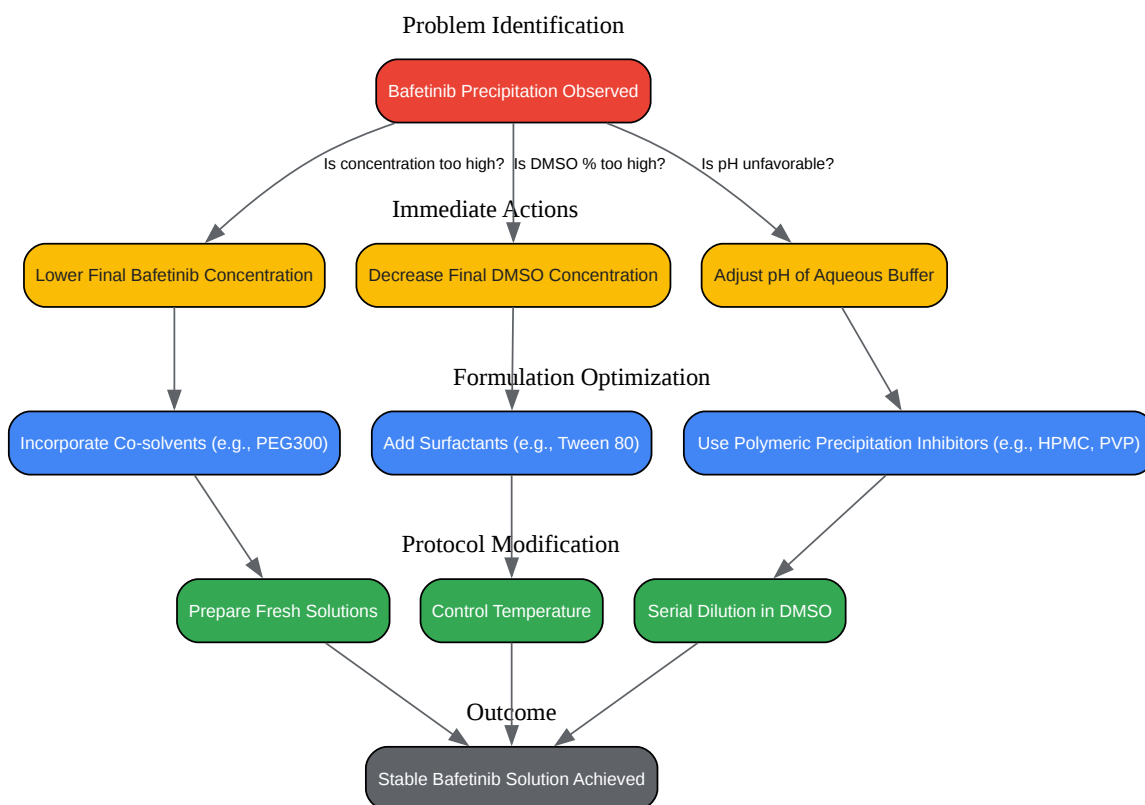 Problem Identification
Bafetinib Precipitation Observed
Is concentration too high?
Is DMSO % too high?
Is pH unfavorable?
Immediate Actions
Lower Final Bafetinib Concentration
Decrease Final DMSO Concentration
Adjust pH of Aqueous Buffer
Formulation Optimization
Incorporate Co-solvents (e.g., PEG300)
Add Surfactants (e.g., Tween 80)
Use Polymeric Precipitation Inhibitors (e.g., HPMC, PVP)
Protocol Modification
Prepare Fresh Solutions
Control Temperature
Serial Dilution in DMSO
Outcome
Stable Bafetinib Solution Achieved